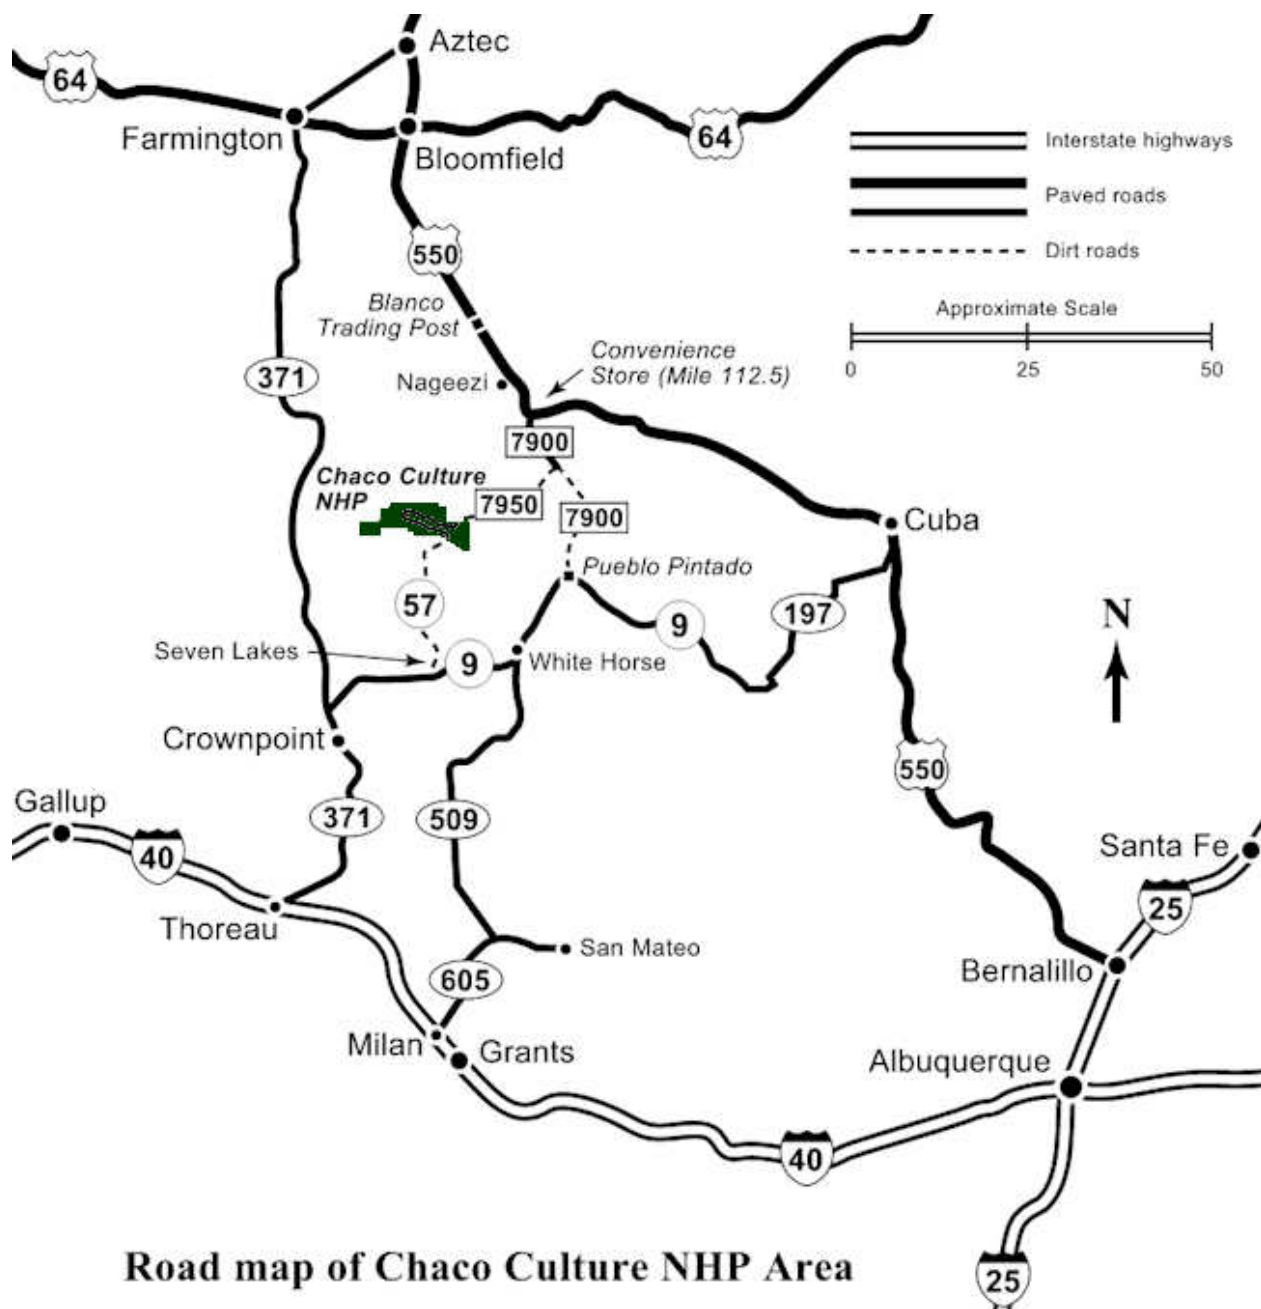 Aztec
64
Farmington
Bloomfield
64
Interstate highways
Paved roads
Dirt roads
550
Blanco
Trading Post
Approximate Scale
0 25 50
Convenience
Store (Mile 112.5)
371
Nageezi
7900
Chaco Culture
NHP
7950
7900
Cuba
Pueblo Pintado
57
9
197
N
Seven Lakes
9
White Horse
Crownpoint
550
Gallup
371
509
40
Santa Fe
25
Thoreau
San Mateo
605
Bernalillo
Milan
Grants
Albuquerque
40
Road map of Chaco Culture NHP Area
25